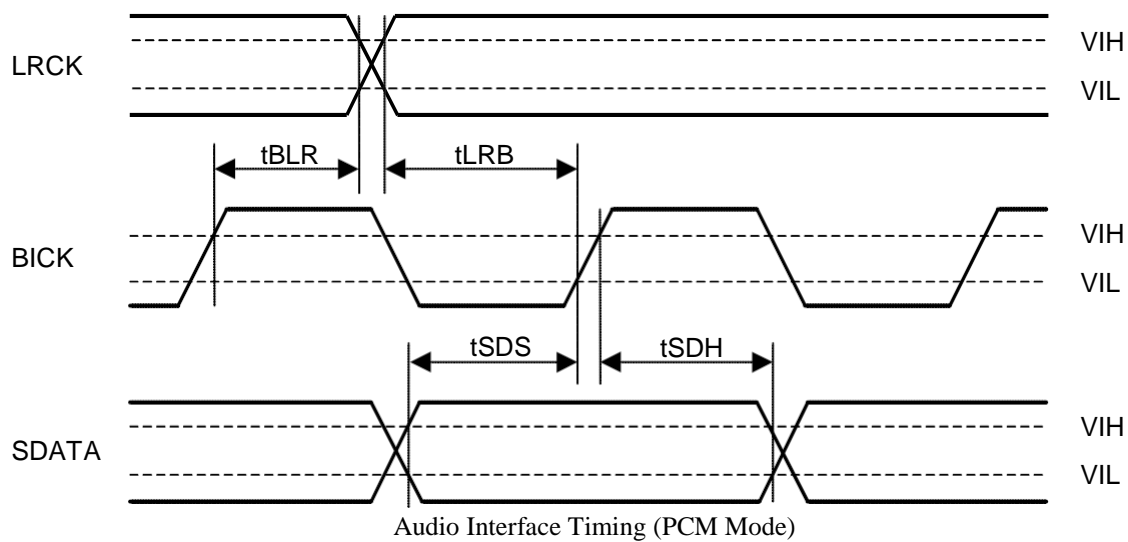 LRCK
VIH
VIL
tBLR
tLRB
BICK
VIH
VIL
tSDS
tSDH
SDATA
VIH
VIL
Audio Interface Timing (PCM Mode)